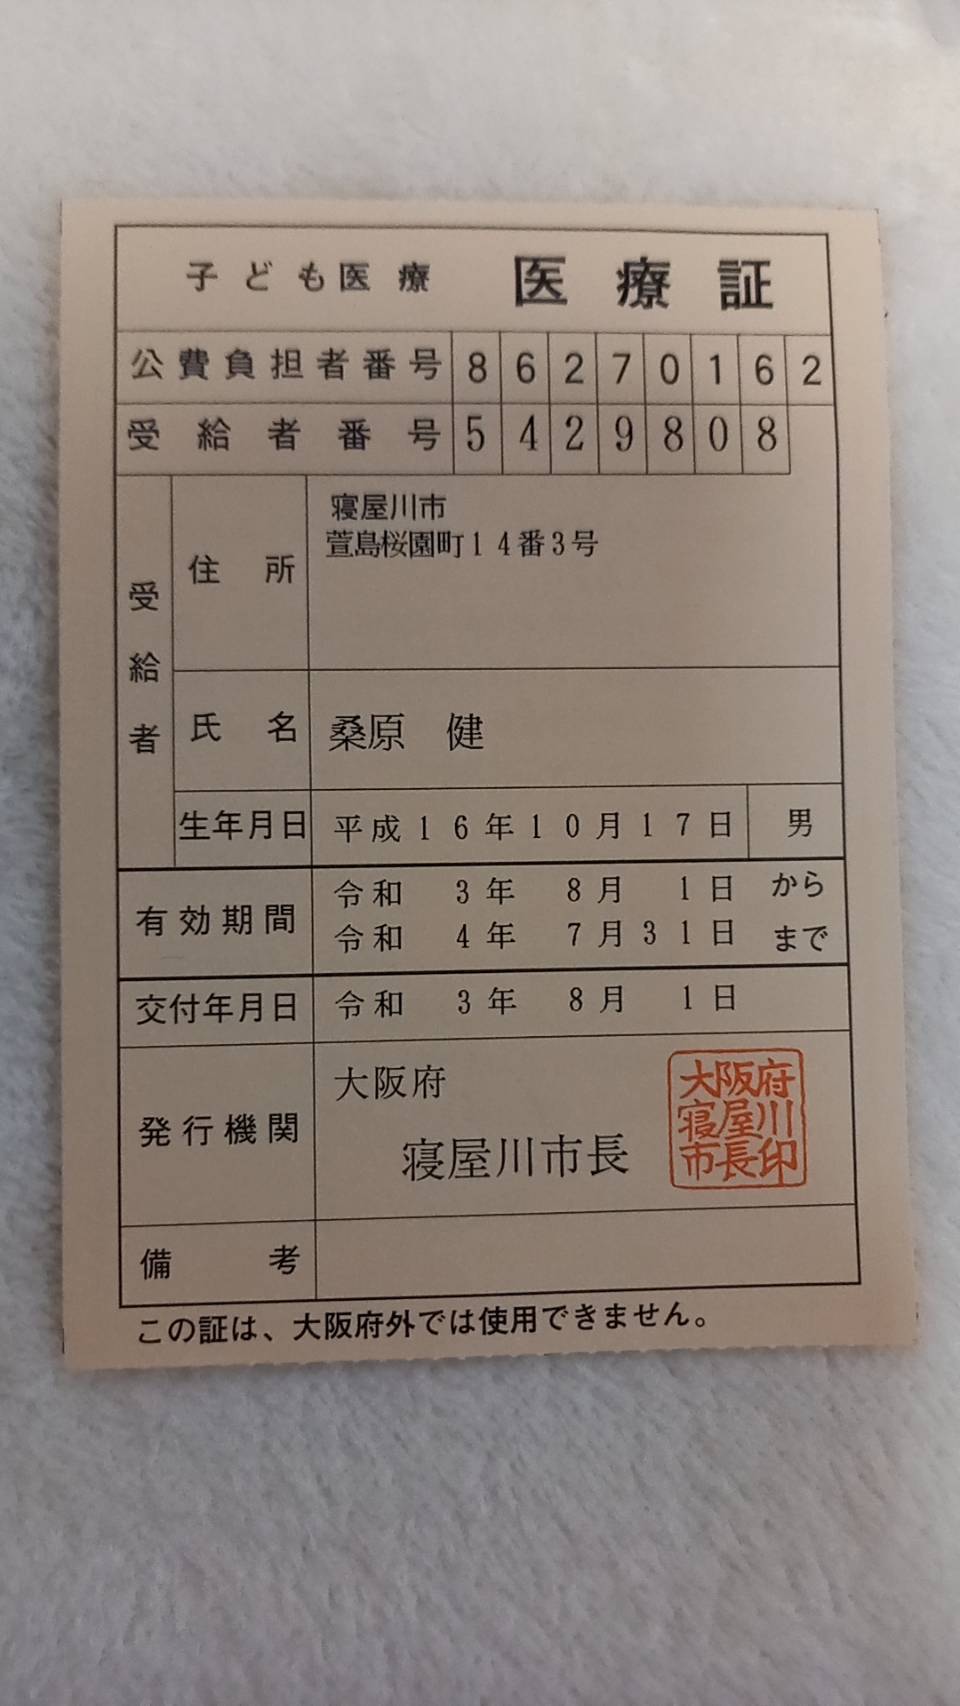 子ども医療 医療証
公費負担者番号 86270162
受給者番号 5429808
受給者
住所 寝屋川市
萱島桜園町14番3号
氏名 桑原 健
生年月日 平成16年10月17日 男
有効期間 令和 3年 8月 1日 から
令和 4年 7月31日 まで
交付年月日 令和 3年 8月 1日
発行機関 大阪府
寝屋川市長
大阪府
寝屋川
市長印
備考
この証は、大阪府外では使用できません。